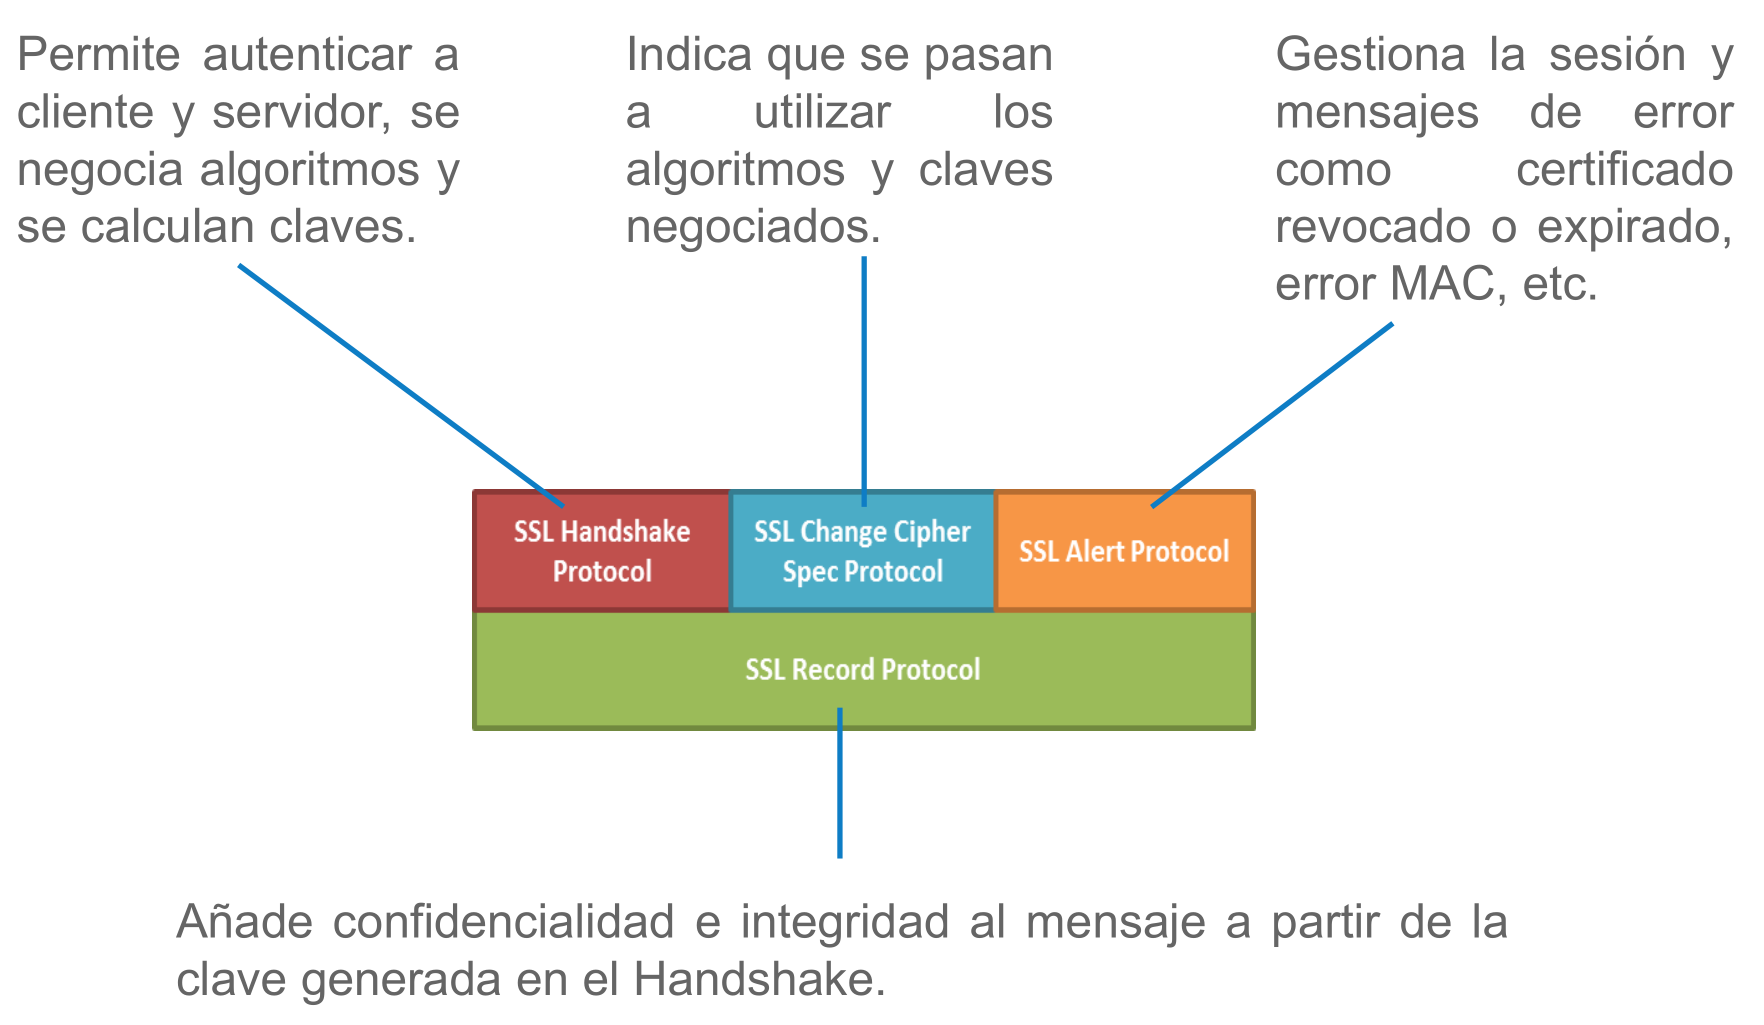 Permite autenticar a
cliente y servidor, se
negocia algoritmos y
se calculan claves.
Indica que se pasan
a utilizar los
algoritmos y claves
negociados.
Gestiona la sesión y
mensajes de error
como certificado
revocado o expirado,
error MAC, etc.
SSL Handshake
Protocol
SSL Change Cipher
Spec Protocol
SSL Alert Protocol
SSL Record Protocol
Añade confidencialidad e integridad al mensaje a partir de la
clave generada en el Handshake.